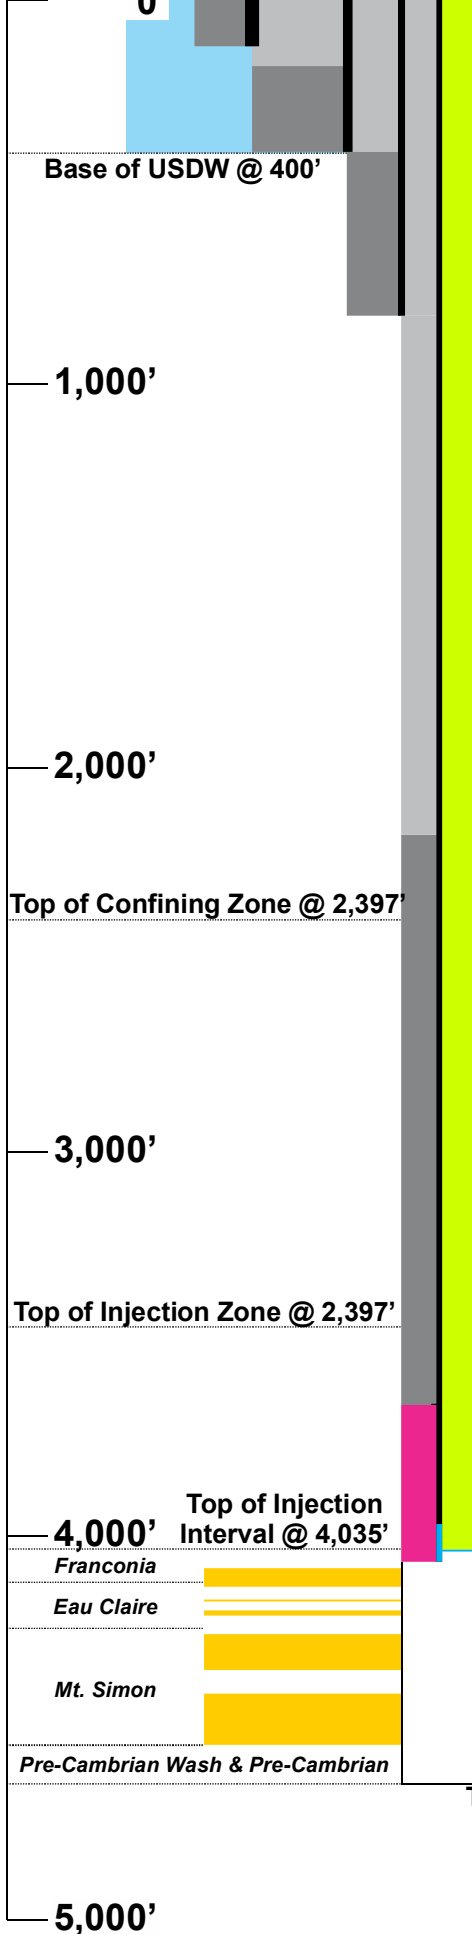 0
Base of USDW @ 400’
1,000’
2,000’
Top of Confining Zone @ 2,397’
3,000’
Top of Injection Zone @ 2,397’
Top of Injection
4,000’ Interval @ 4,035’
Franconia
Eau Claire
Mt. Simon
Pre-Cambrian Wash & Pre-Cambrian
5,000’